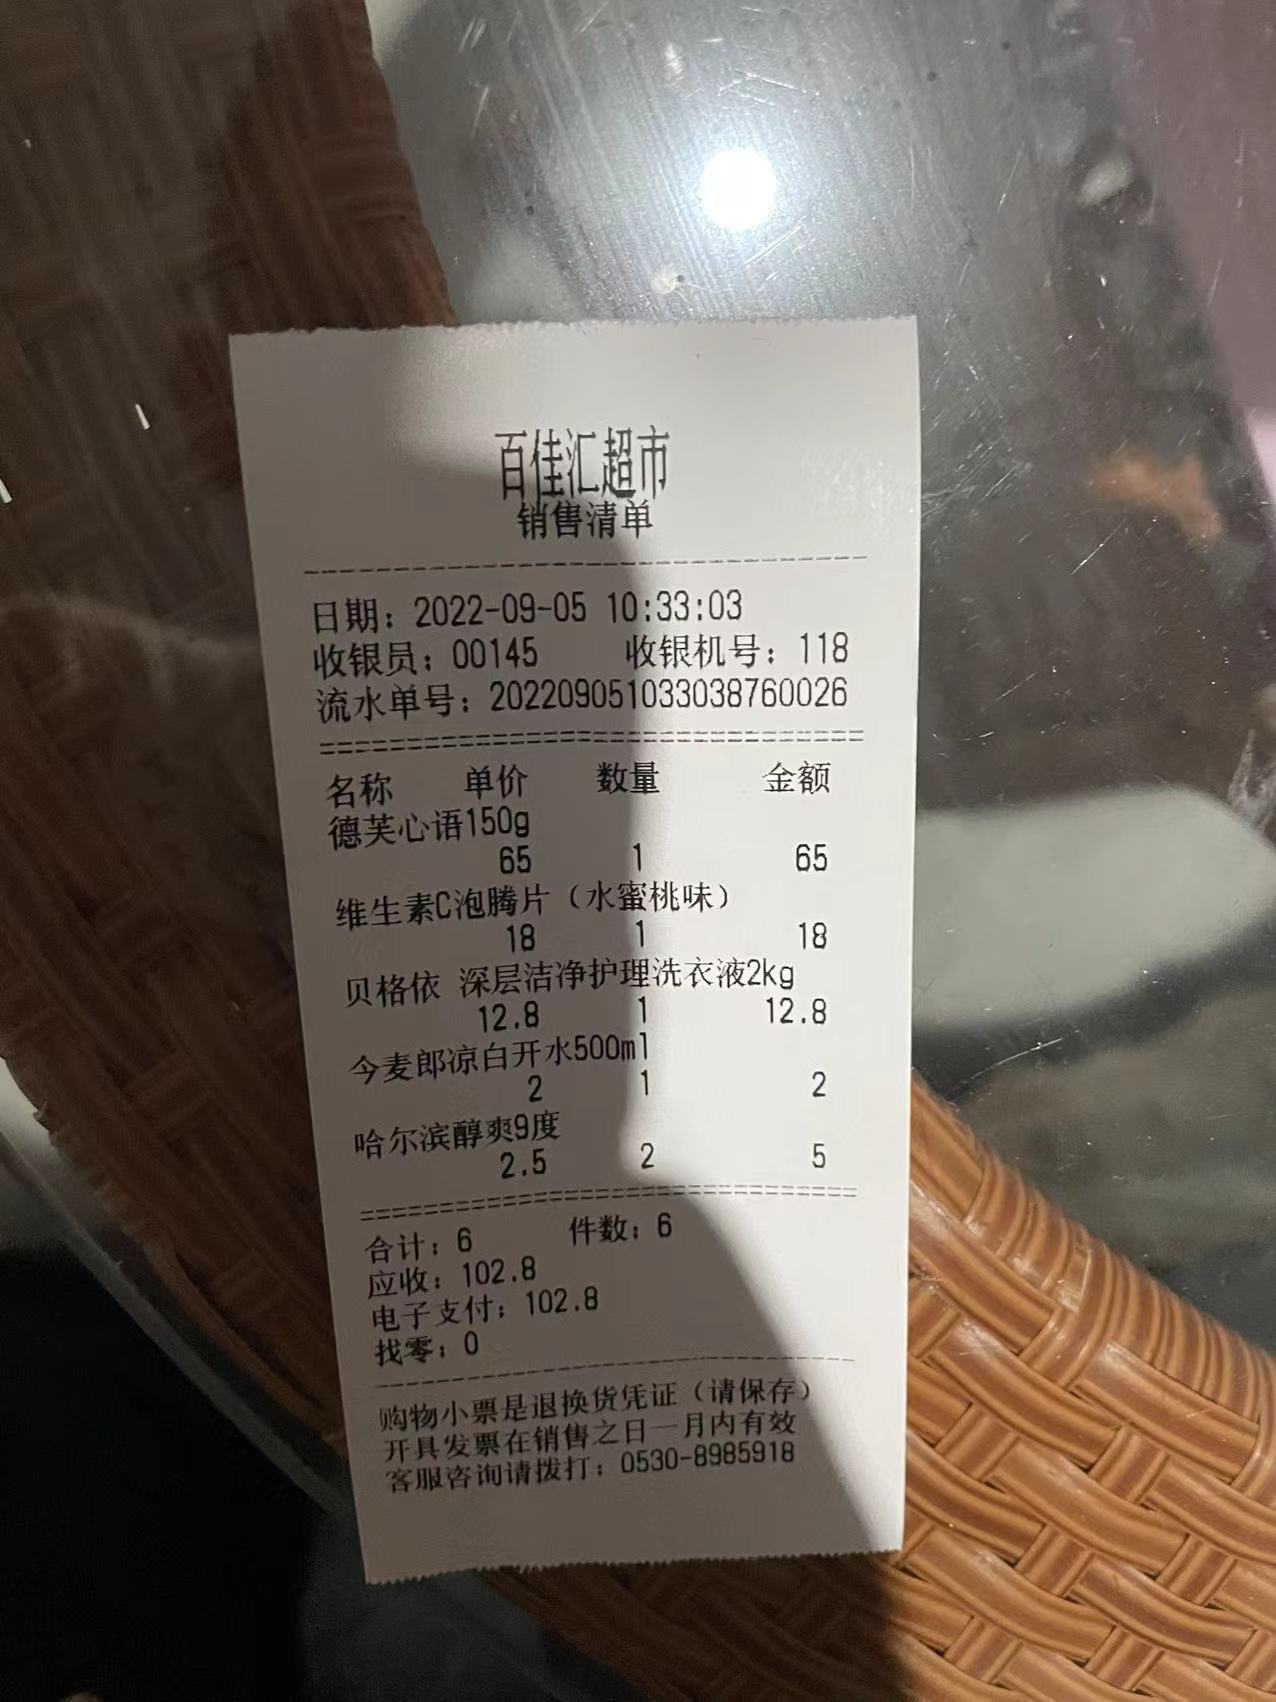 百佳汇超市
销售清单
日期：2022-09-05 10:33:03
收银员：00145 收银机号：118
流水单号：202209051033038760026
名称 单价 数量 金额
德芙心语150g
65 1 65
维生素C泡腾片（水蜜桃味）
18 1 18
贝格依 深层洁净护理洗衣液2kg
12.8 1 12.8
今麦郎凉白开水500ml
2 1 2
哈尔滨醇爽9度
2.5 2 5
合计：6 件数：6
应收：102.8
电子支付：102.8
找零：0
购物小票是退换货凭证（请保存）
开具发票在销售之日一月内有效
客服咨询请拨打：0530-8985918